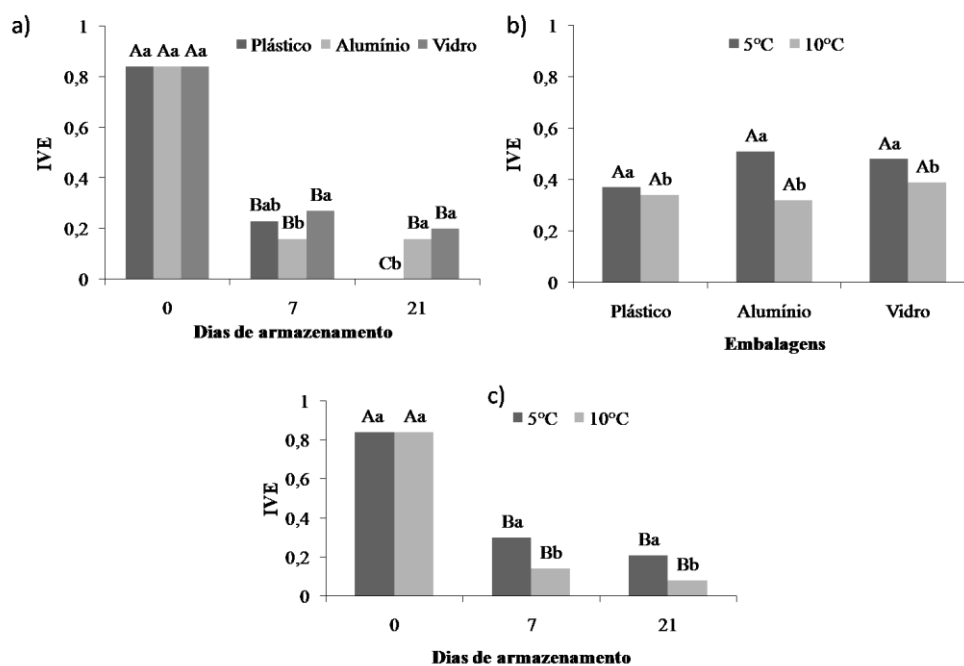 a)
Plástico Alumínio Vidro
IVE
1
0,8
0,6
0,4
0,2
0
Aa Aa Aa
Bab Bb Ba
Cb Ba Ba
0 7 21
Dias de armazenamento
b)
5°C 10°C
IVE
1
0,8
0,6
0,4
0,2
0
Aa Ab
Aa Ab
Aa Ab
Plástico Alumínio Vidro
Embalagens
c)
5°C 10°C
IVE
1
0,8
0,6
0,4
0,2
0
Aa Aa
Ba Bb
Ba Bb
0 7 21
Dias de armazenamento